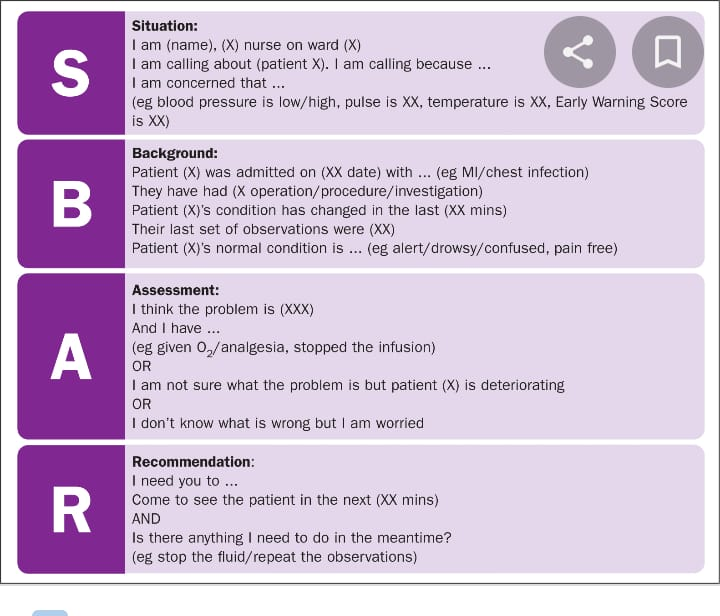 S
Situation:
I am (name), (X) nurse on ward (X)
I am calling about (patient X). I am calling because ...
I am concerned that ...
(eg blood pressure is low/high, pulse is XX, temperature is XX, Early Warning Score
is XX)
B
Background:
Patient (X) was admitted on (XX date) with ... (eg MI/chest infection)
They have had (X operation/procedure/investigation)
Patient (X)’s condition has changed in the last (XX mins)
Their last set of observations were (XX)
Patient (X)’s normal condition is ... (eg alert/drowsy/confused, pain free)
A
Assessment:
I think the problem is (XXX)
And I have ...
(eg given O₂/analgesia, stopped the infusion)
OR
I am not sure what the problem is but patient (X) is deteriorating
OR
I don’t know what is wrong but I am worried
R
Recommendation:
I need you to ...
Come to see the patient in the next (XX mins)
AND
Is there anything I need to do in the meantime?
(eg stop the fluid/repeat the observations)